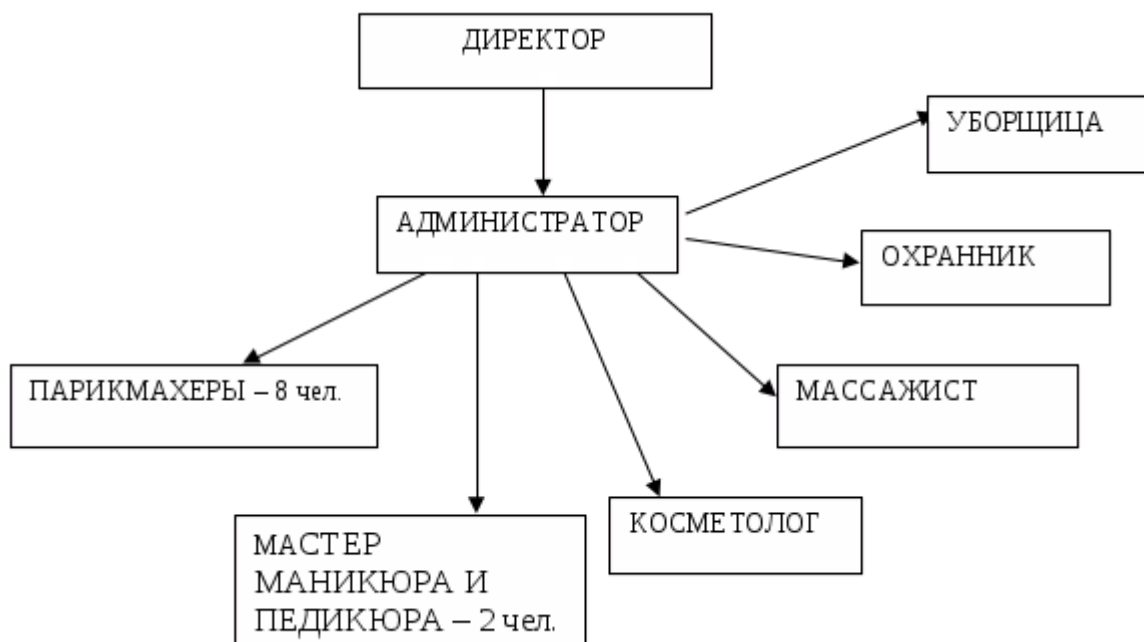 ДИРЕКТОР
УБОРЩИЦА
АДМИНИСТРАТОР
ОХРАННИК
ПАРИКМАХЕРЫ – 8 чел.
МАССАЖИСТ
КОСМЕТОЛОГ
МАСТЕР
МАНИКЮРА И
ПЕДИКЮРА – 2 чел.